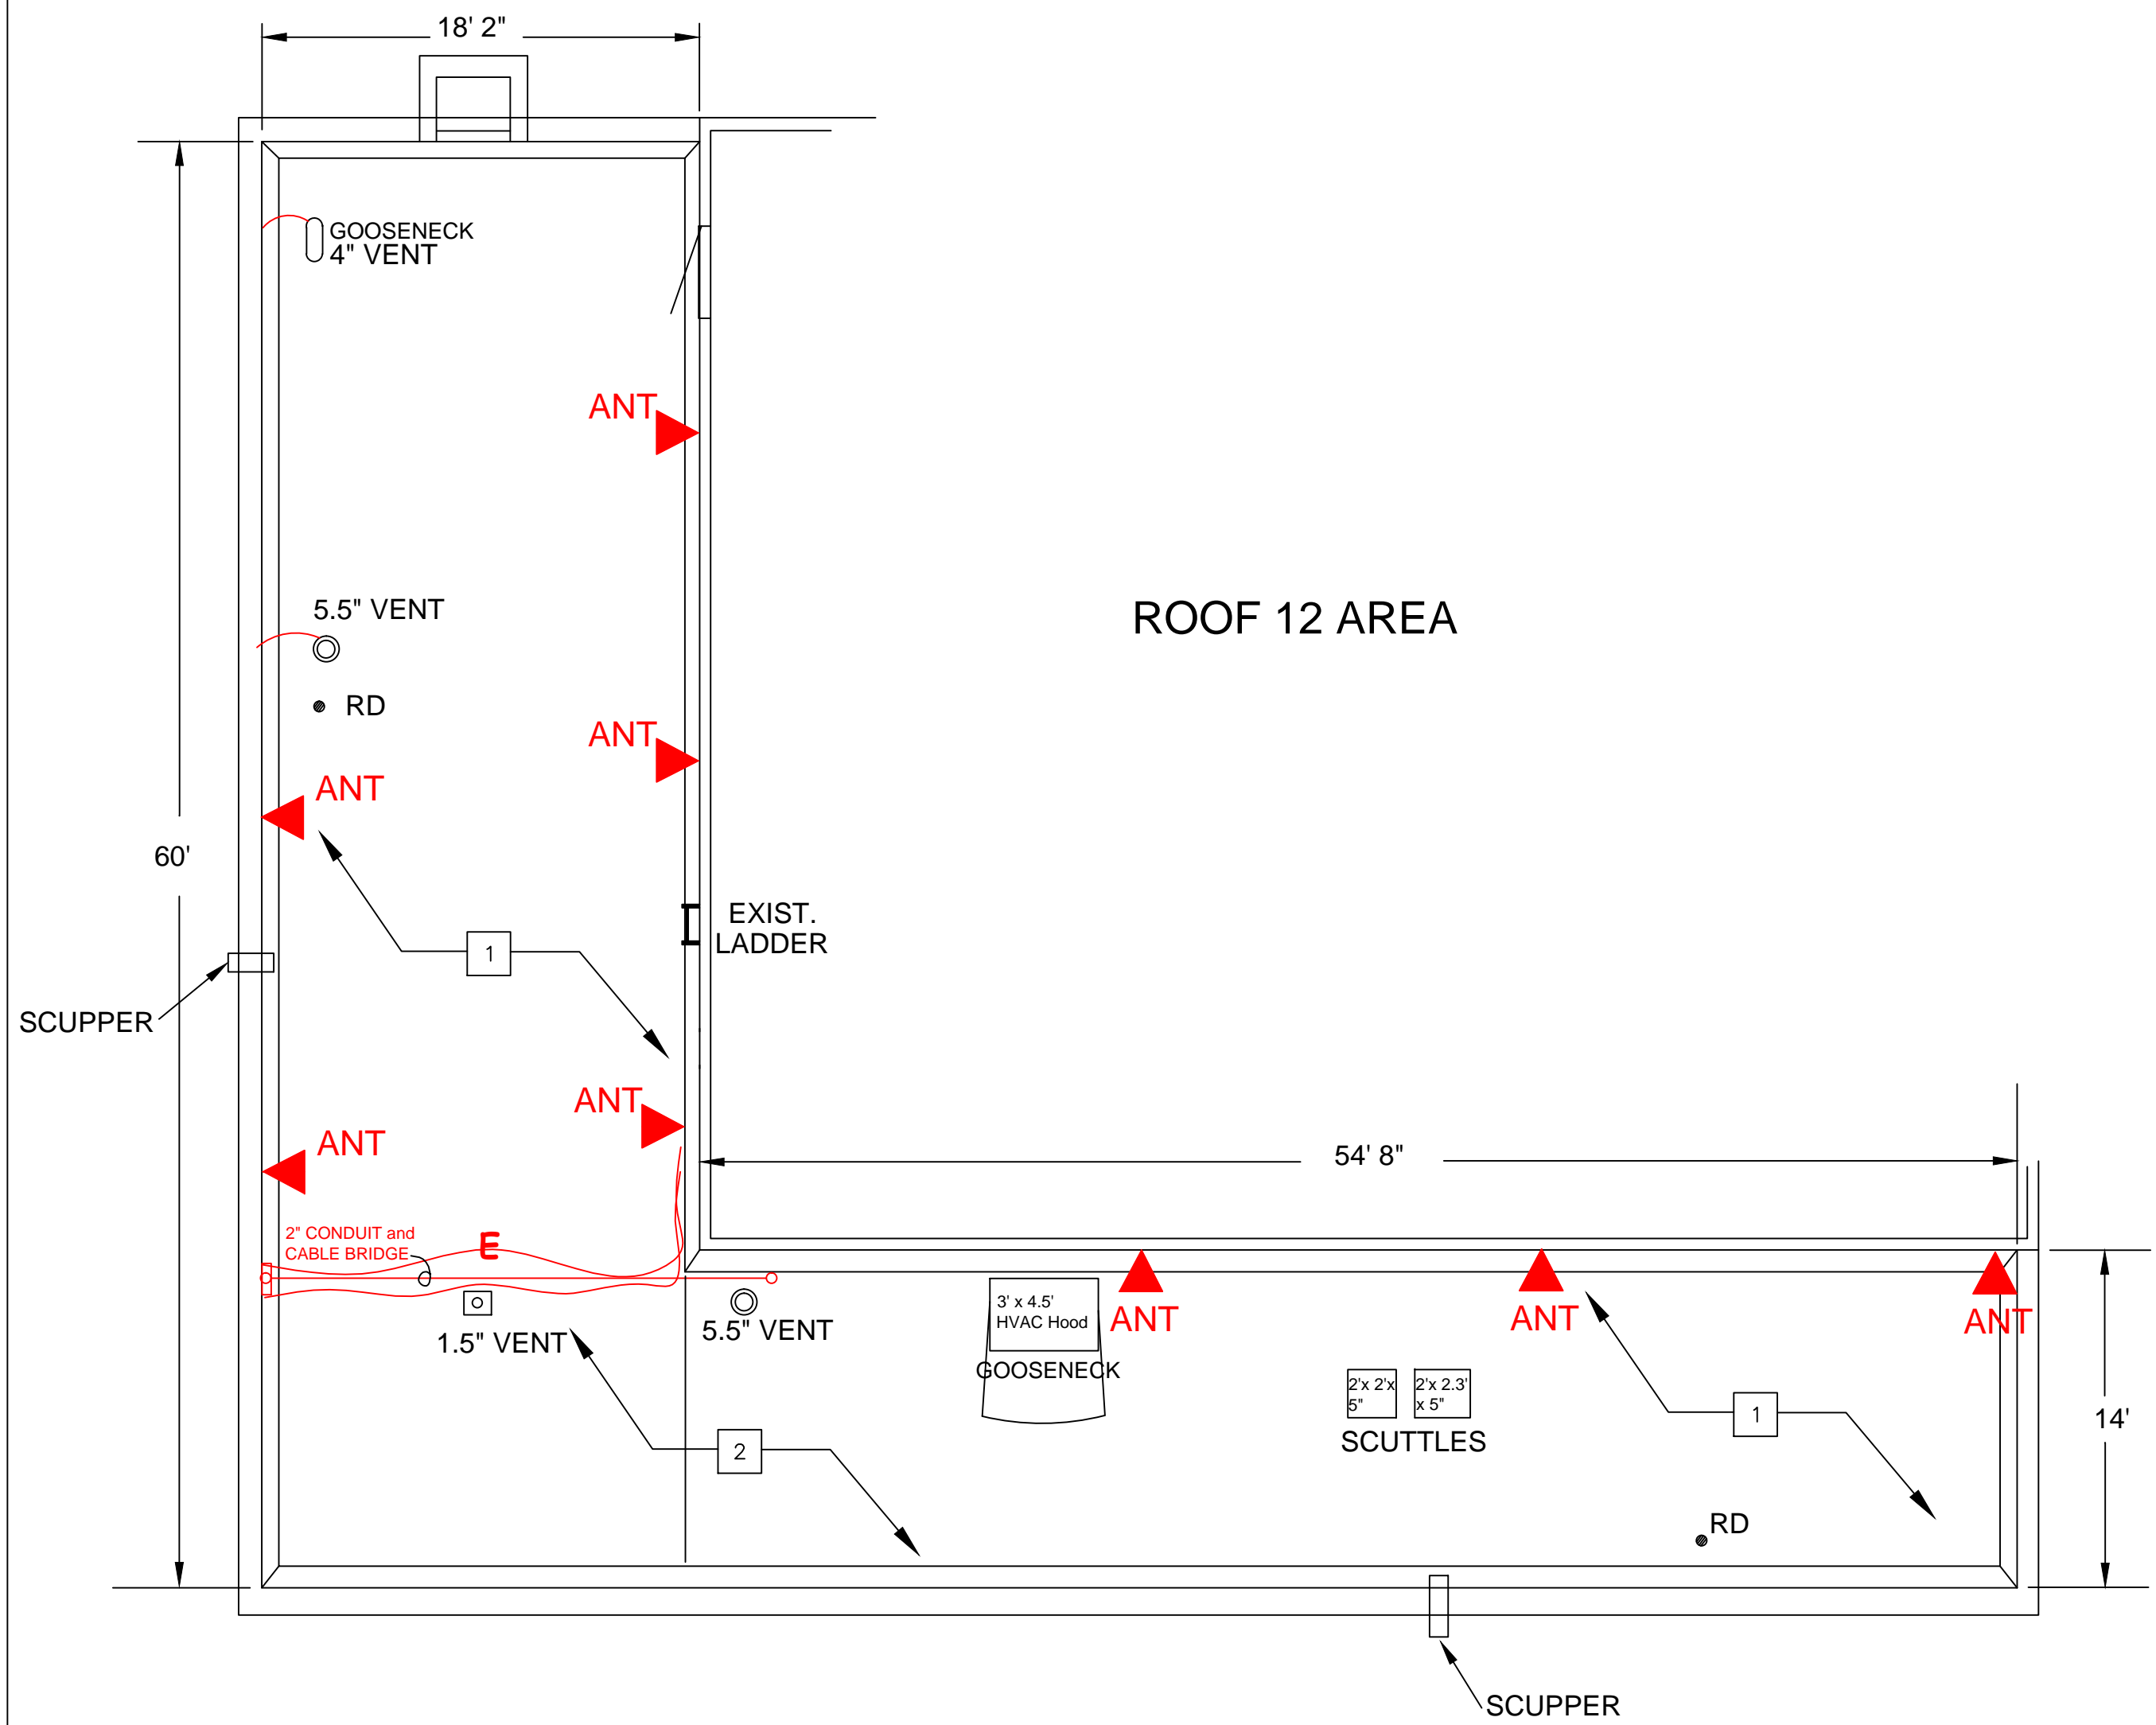 18' 2"
GOOSENECK
4" VENT
ANT
5.5" VENT
ROOF 12 AREA
RD
ANT
ANT
60'
EXIST.
LADDER
1
SCUPPER
ANT
ANT
54' 8"
2" CONDUIT and
CABLE BRIDGE
E
3' x 4.5'
HVAC Hood
ANT
ANT
ANT
1.5" VENT
5.5" VENT
GOOSENECK
2'x 2'x
5"
2'x 2.3'
x 5"
1
14'
SCUTTLES
2
RD
SCUPPER